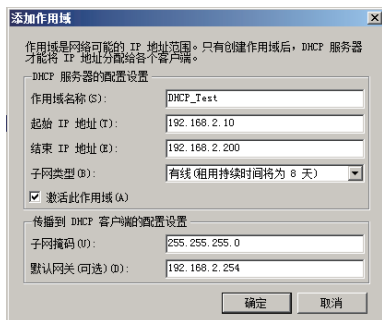 添加作用域
作用域是网络可能的 IP 地址范围。只有创建作用域后，DHCP 服务器
才能将 IP 地址分配给各个客户端。
DHCP 服务器的配置设置
作用域名称(S): DHCP_Test
起始 IP 地址(T): 192.168.2.10
结束 IP 地址(E): 192.168.2.200
子网类型(B): 有线(租用持续时间将为 8 天)
激活此作用域(A)
传播到 DHCP 客户端的配置设置
子网掩码(U): 255.255.255.0
默认网关(可选)(D): 192.168.2.254
确定 取消